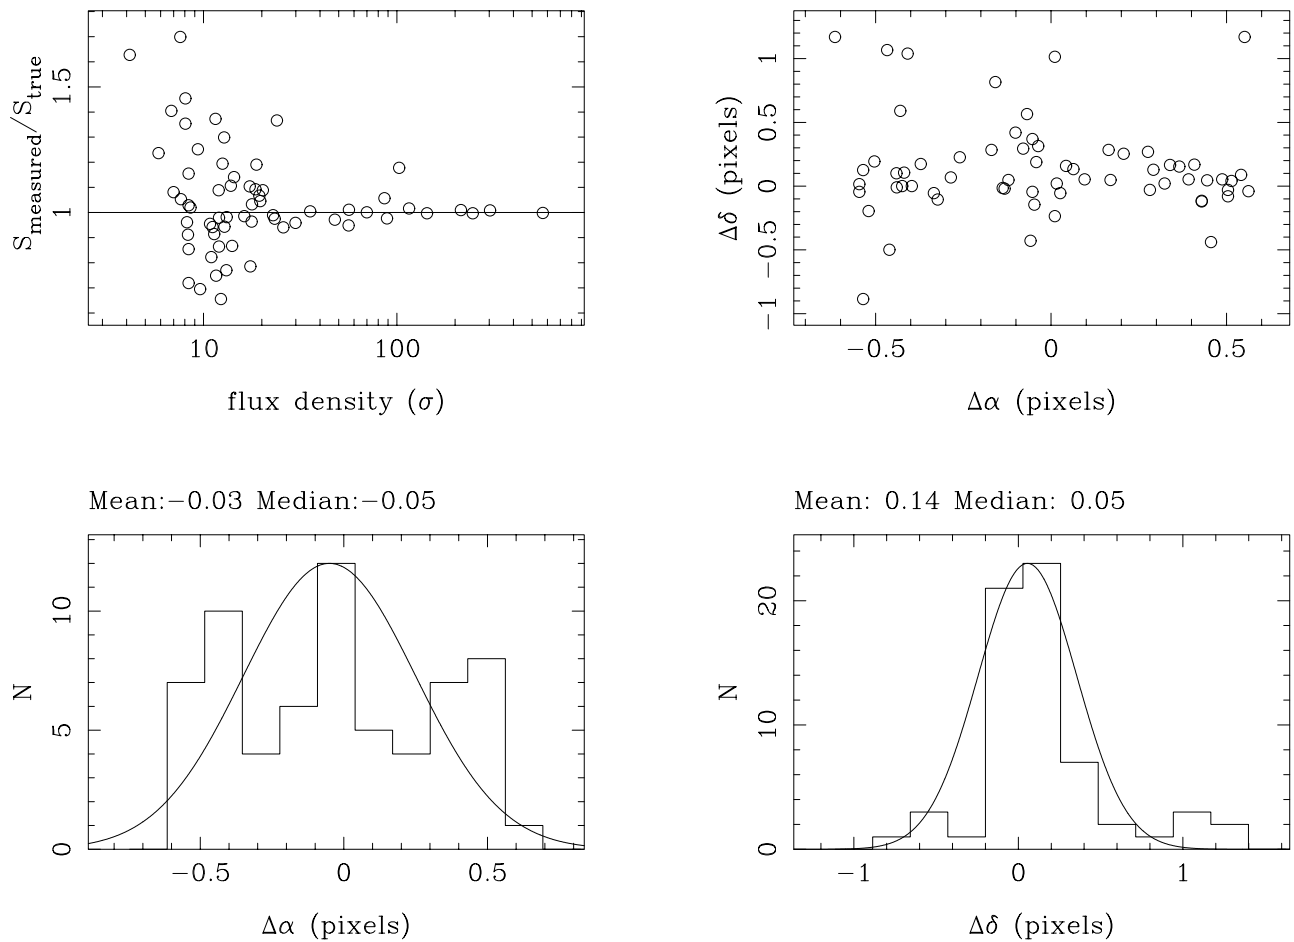 S_measured/S_true
1.5
1
10 100
flux density (σ)
Δδ (pixels)
1
0.5
0
−0.5
−1
−0.5 0 0.5
Δα (pixels)
Mean:−0.03 Median:−0.05
N
10
5
0
−0.5 0 0.5
Δα (pixels)
Mean: 0.14 Median: 0.05
N
20
10
0
−1 0 1
Δδ (pixels)